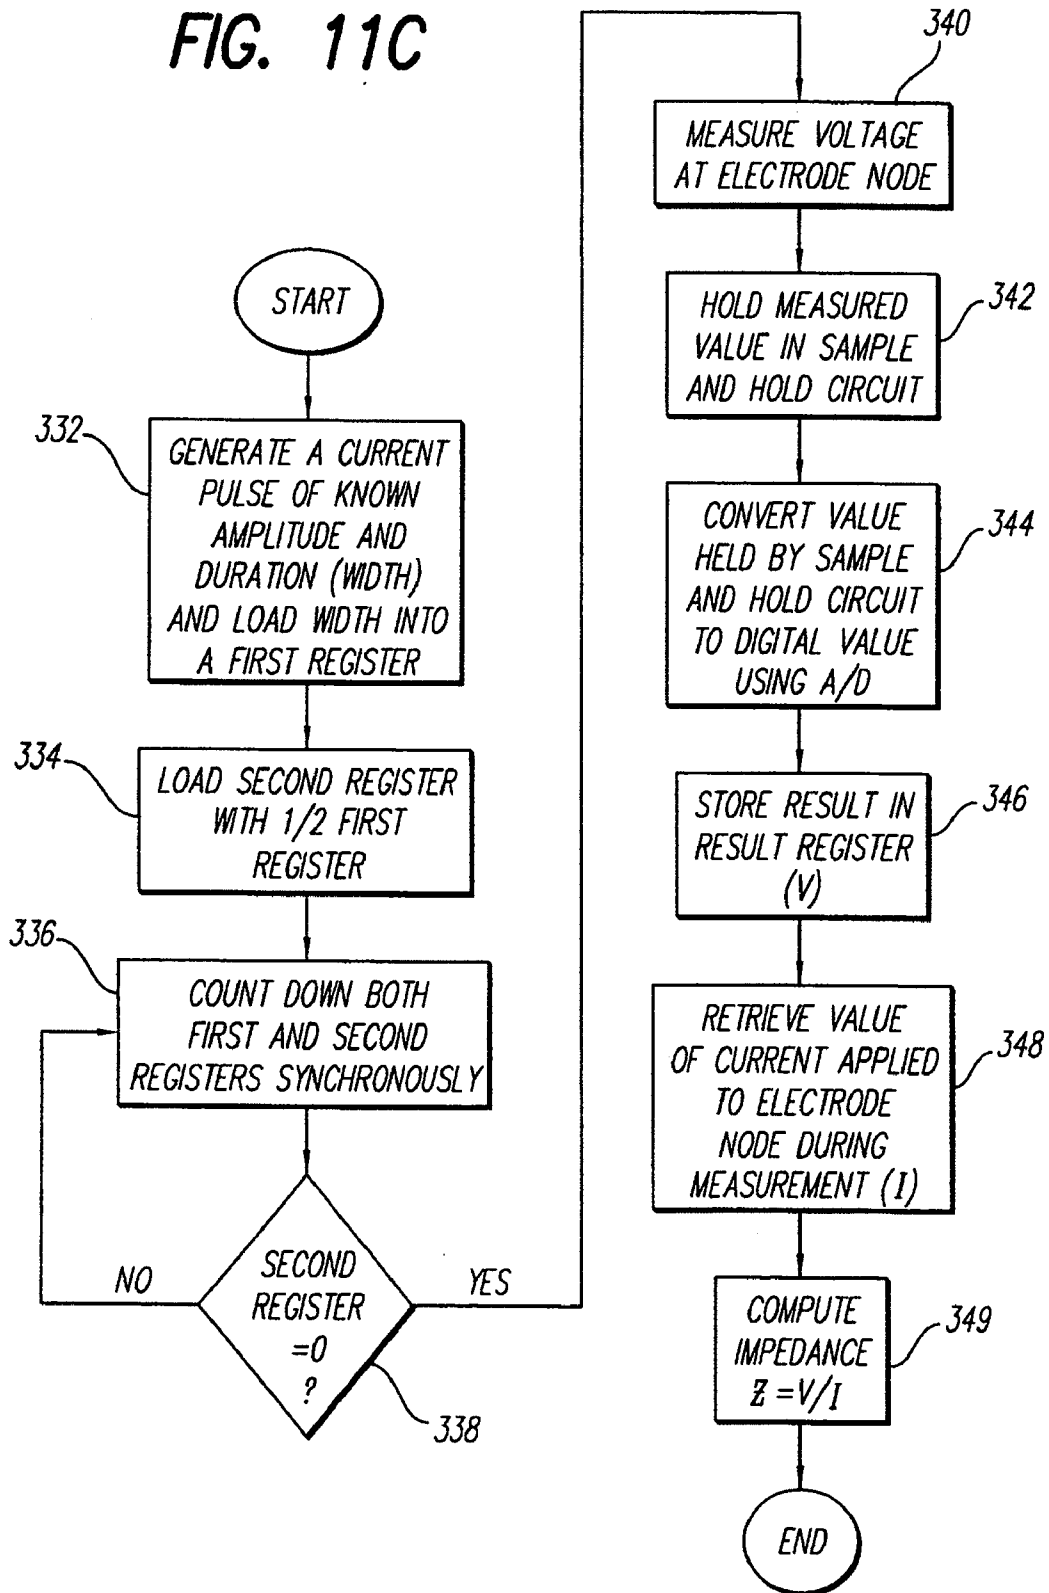 FIG. 11C
START
332
GENERATE A CURRENT
PULSE OF KNOWN
AMPLITUDE AND
DURATION (WIDTH)
AND LOAD WIDTH INTO
A FIRST REGISTER
334
LOAD SECOND REGISTER
WITH 1/2 FIRST
REGISTER
336
COUNT DOWN BOTH
FIRST AND SECOND
REGISTERS SYNCHRONOUSLY
NO
SECOND
REGISTER
=0
?
YES
338
340
MEASURE VOLTAGE
AT ELECTRODE NODE
342
HOLD MEASURED
VALUE IN SAMPLE
AND HOLD CIRCUIT
344
CONVERT VALUE
HELD BY SAMPLE
AND HOLD CIRCUIT
TO DIGITAL VALUE
USING A/D
346
STORE RESULT IN
RESULT REGISTER
(V)
348
RETRIEVE VALUE
OF CURRENT APPLIED
TO ELECTRODE
NODE DURING
MEASUREMENT (I)
349
COMPUTE
IMPEDANCE
Z =V/I
END